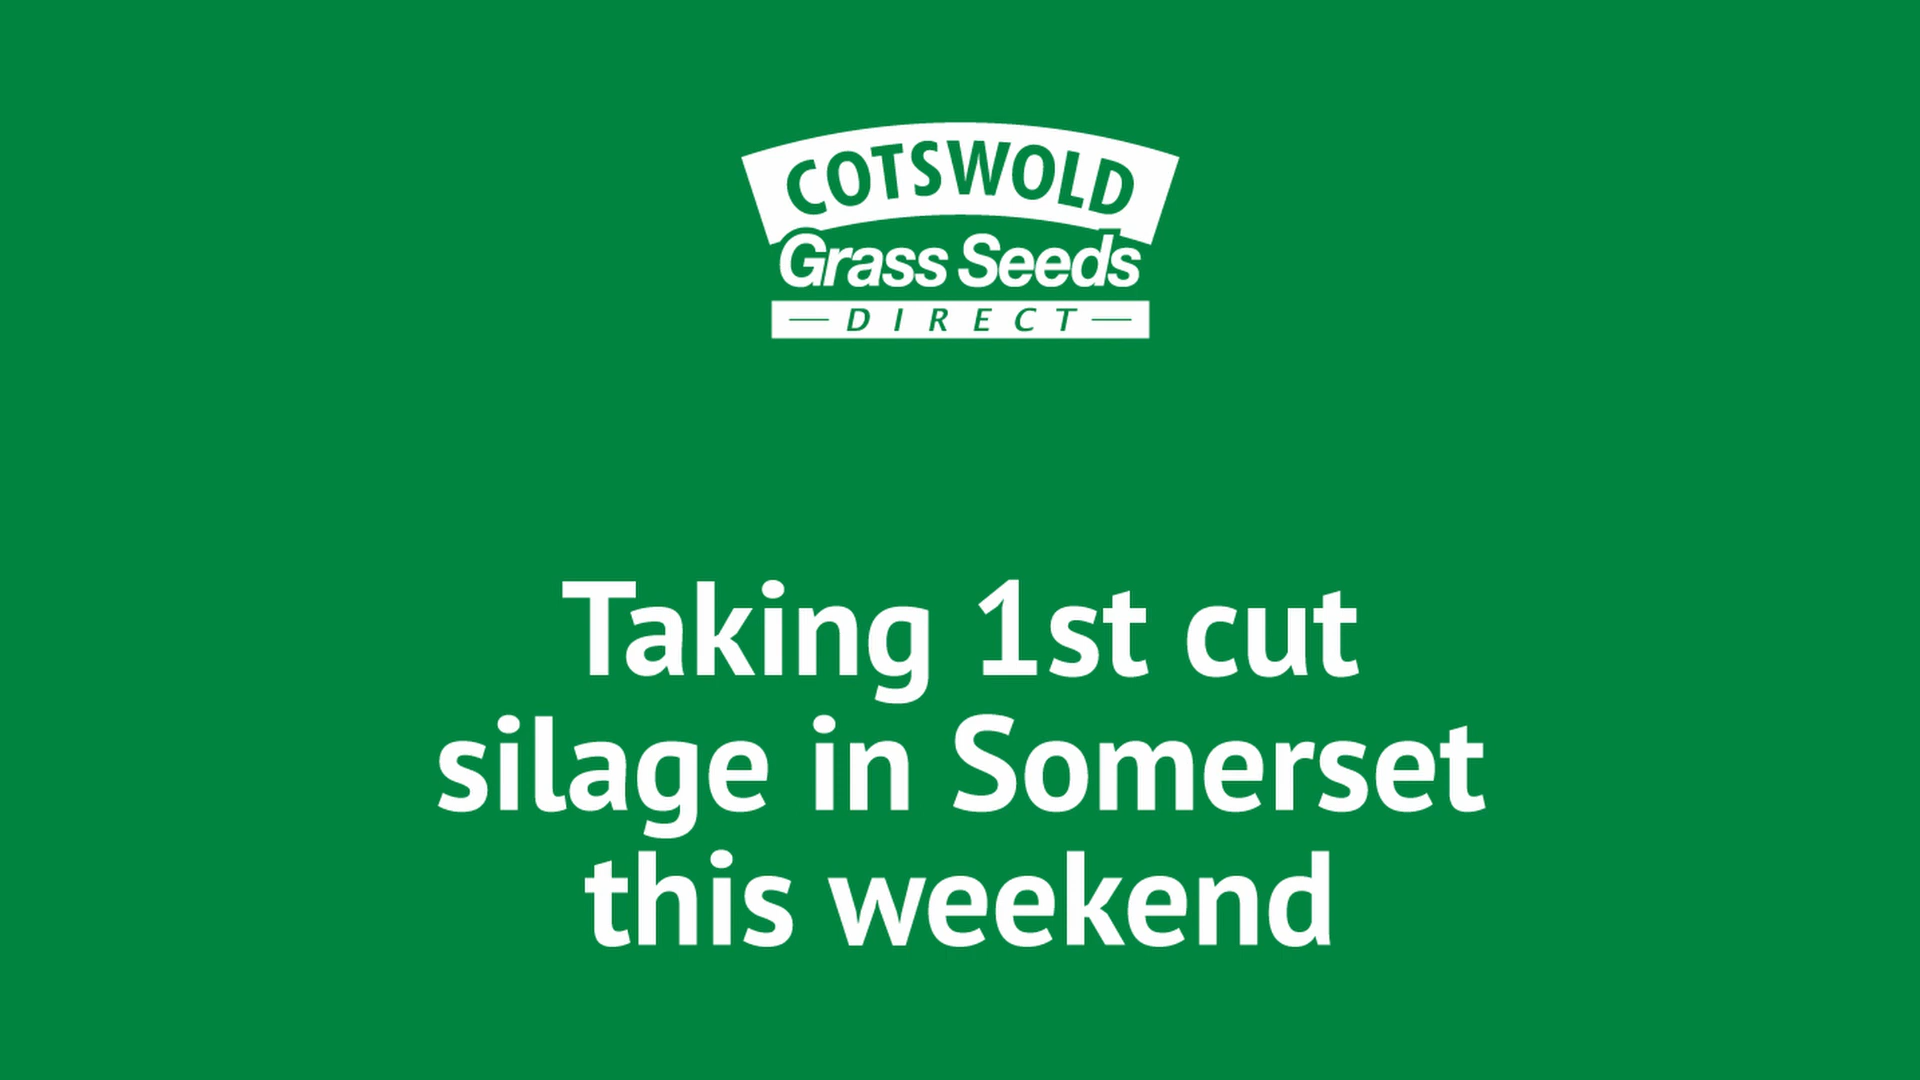 COTSWOLD
Grass Seeds
DIRECT
Taking 1st cut
silage in Somerset
this weekend